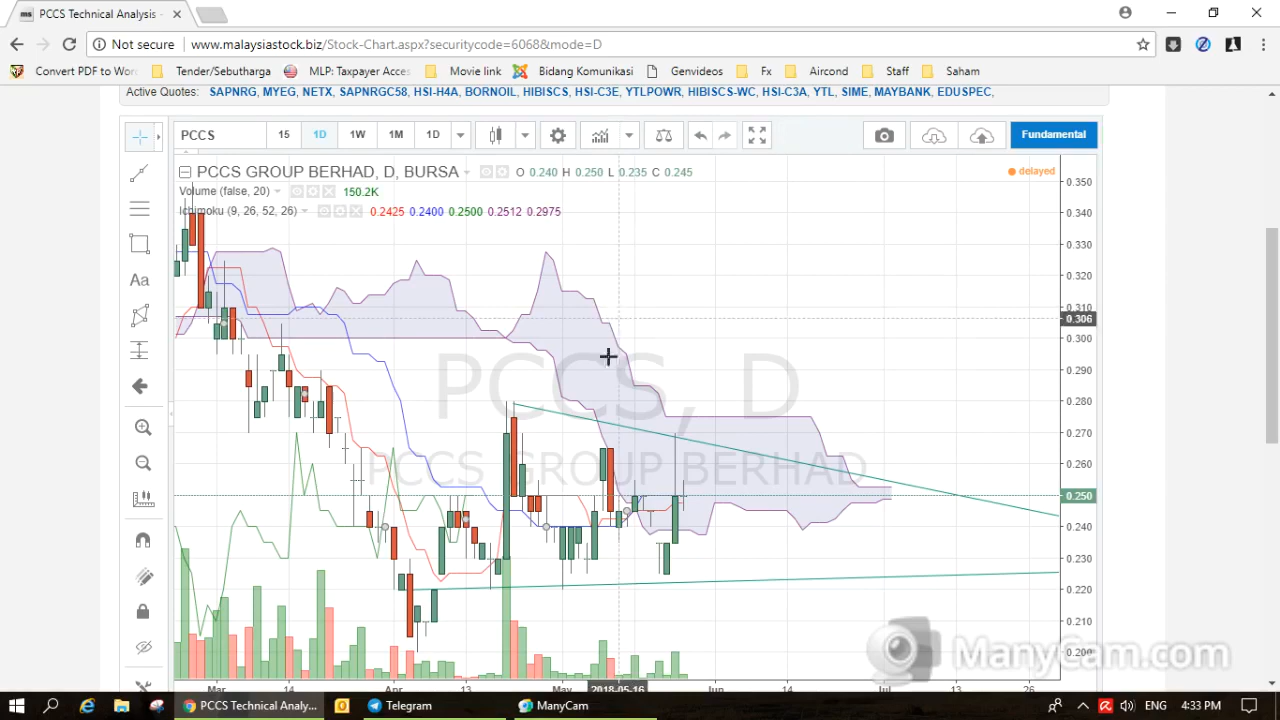 PCCS Technical Analysis -
Not secure
www.malaysiastock.biz/Stock-Chart.aspx?securitycode=6068&mode=D
Convert PDF to Word
Tender/Sebutharga
MLP: Taxpayer Acces
Movie link
Bidang Komunikasi
Genvideos
Fx
Aircond
Staff
Saham
Active Quotes: SAPNRG, MYEG, NETX, SAPNRGC58, HSI-H4A, BORNOIL, HIBISCS, HSI-C3E, YTLPOWR, HIBISCS-WC, HSI-C3A, YTL, SIME, MAYBANK, EDUSPEC,
PCCS 15 1D 1W 1M 1D Fundamental
PCCS GROUP BERHAD, D, BURSA O 0.240 H 0.250 L 0.235 C 0.245
delayed
Volume (false, 20) 150.2K
Ichimoku (9, 26, 52, 26) 0.2425 0.2400 0.2500 0.2512 0.2975
Aa
PCCS, D
PCCS GROUP BERHAD
0.350
0.340
0.330
0.320
0.310
0.306
0.300
0.290
0.280
0.270
0.260
0.250
0.240
0.230
0.220
0.210
0.200
ManyCam.com
Mar 14 Apr 13 May 2018-05-16 Jun 14 Jul 13 26
PCCS Technical Analy...
Telegram
ManyCam
ENG
4:33 PM